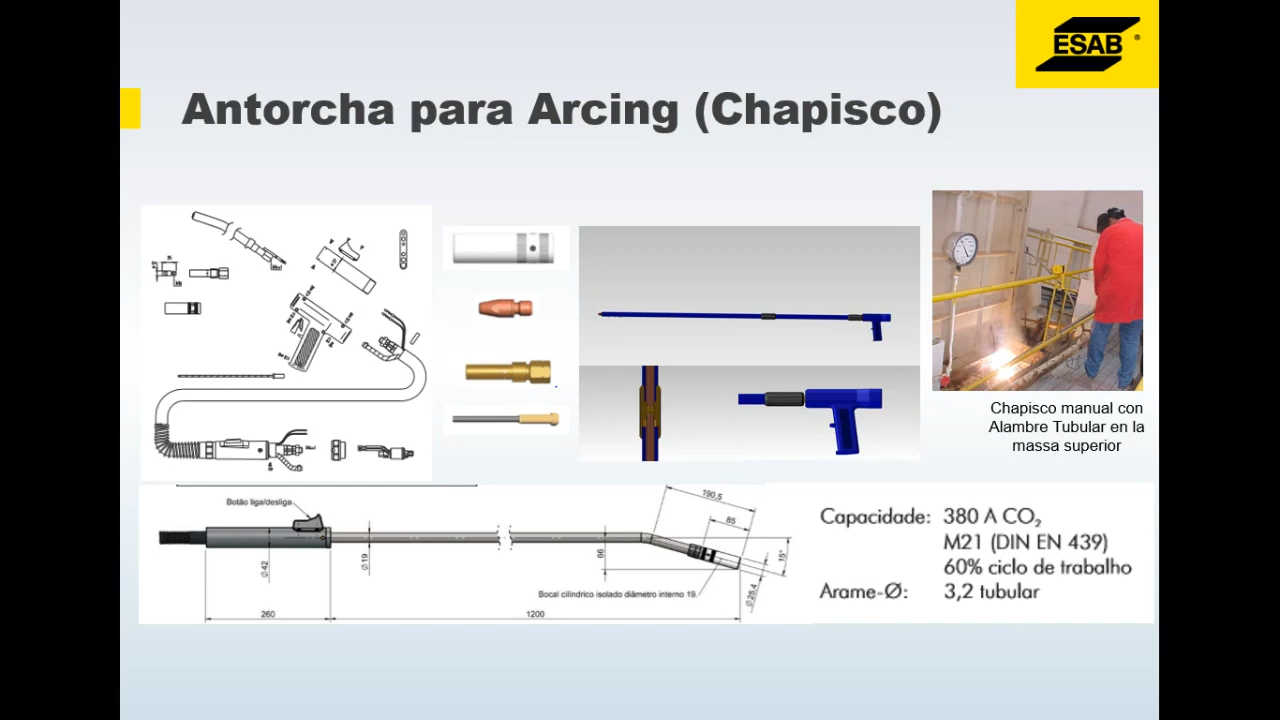 ESAB
Antorcha para Arcing (Chapisco)
Chapisco manual con
Alambre Tubular en la
massa superior
Botão liga/desliga
190,5
85
15°
66
Ø42
Ø19
Ø25,4
Bocal cilíndrico isolado diâmetro interno 19.
260
1200
Capacidade: 380 A CO₂
M21 (DIN EN 439)
60% ciclo de trabalho
Arame-Ø: 3,2 tubular